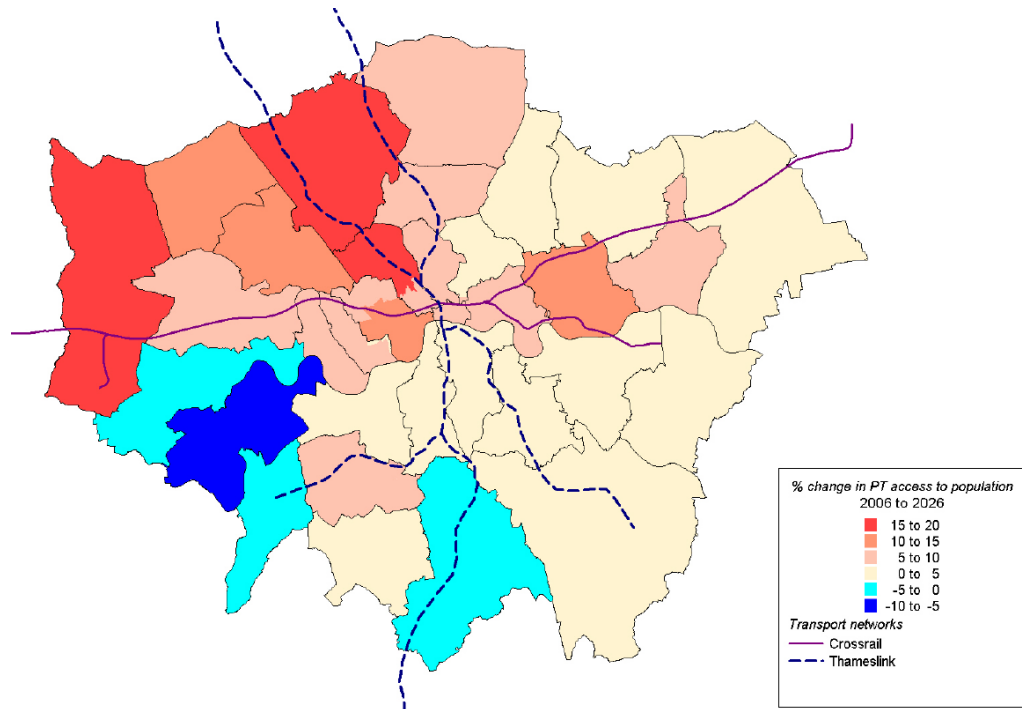 % change in PT access to population
2006 to 2026
15 to 20
10 to 15
5 to 10
0 to 5
-5 to 0
-10 to -5
Transport networks
Crossrail
Thameslink